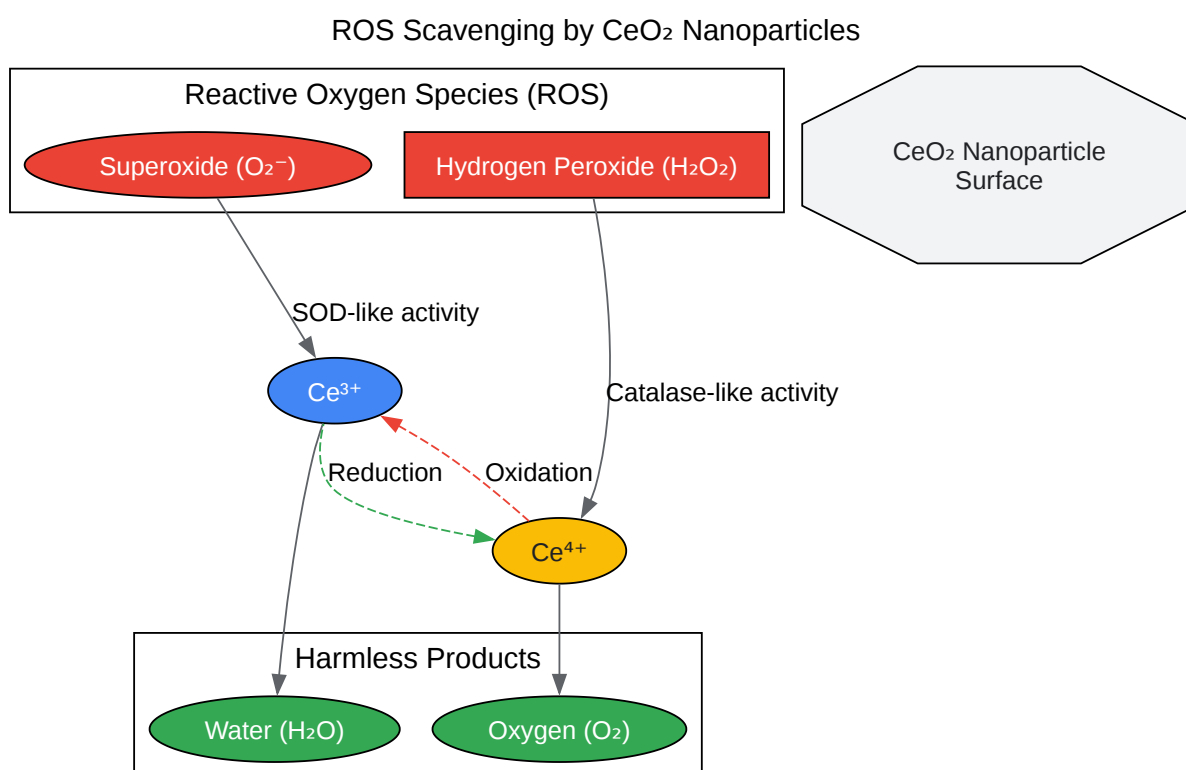 ROS Scavenging by CeO₂ Nanoparticles
Reactive Oxygen Species (ROS)
Superoxide (O₂⁻)
Hydrogen Peroxide (H₂O₂)
CeO₂ Nanoparticle
Surface
SOD-like activity
Ce³⁺
Catalase-like activity
Reduction
Oxidation
Ce⁴⁺
Harmless Products
Water (H₂O)
Oxygen (O₂)